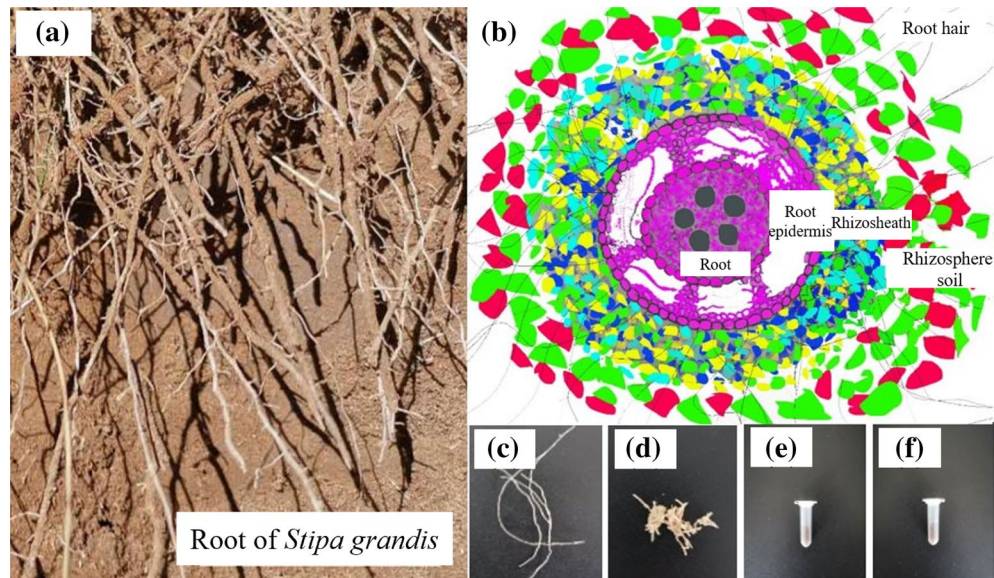 (a)
Root of Stipa grandis
(b)
Root hair
Root
epidermis
Rhizosheath
Rhizosphere
soil
Root
(c)
(d)
(e)
(f)